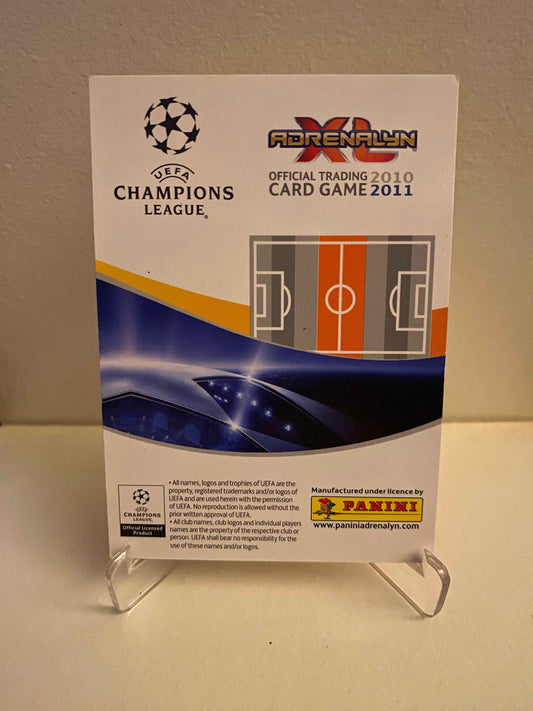 UEFA
CHAMPIONS
LEAGUE®
ADRENALYN XL
OFFICIAL TRADING 2010
CARD GAME 2011
UEFA
CHAMPIONS
LEAGUE
Official Licensed
Product
• All names, logos and trophies of UEFA are the
property, registered trademarks and/or logos of
UEFA and are used herein with the permission
of UEFA. No reproduction is allowed without the
prior written approval of UEFA.
• All club names, club logos and individual players
names are the property of the respective club or
person. UEFA shall bear no responsibility for the
use of these names and/or logos.
Manufactured under licence by
PANINI
www.paniniadrenalyn.com